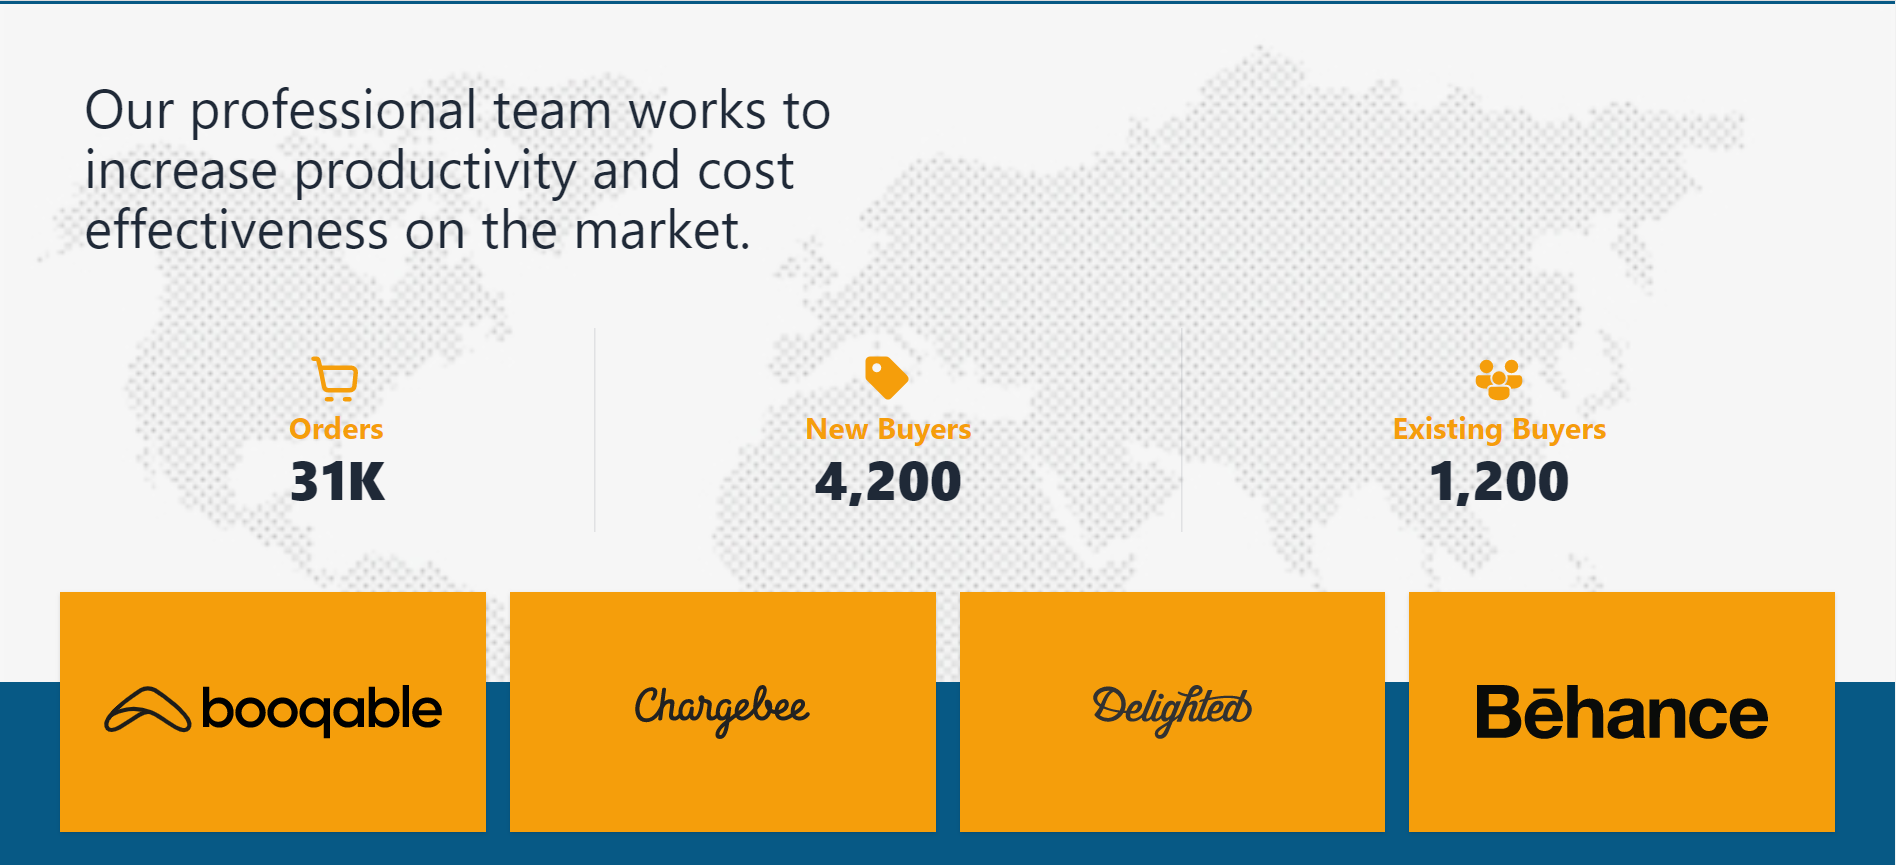 Our professional team works to
increase productivity and cost
effectiveness on the market.
Orders
31K
New Buyers
4,200
Existing Buyers
1,200
booqable
Chargebee
Delighted
Bēhance